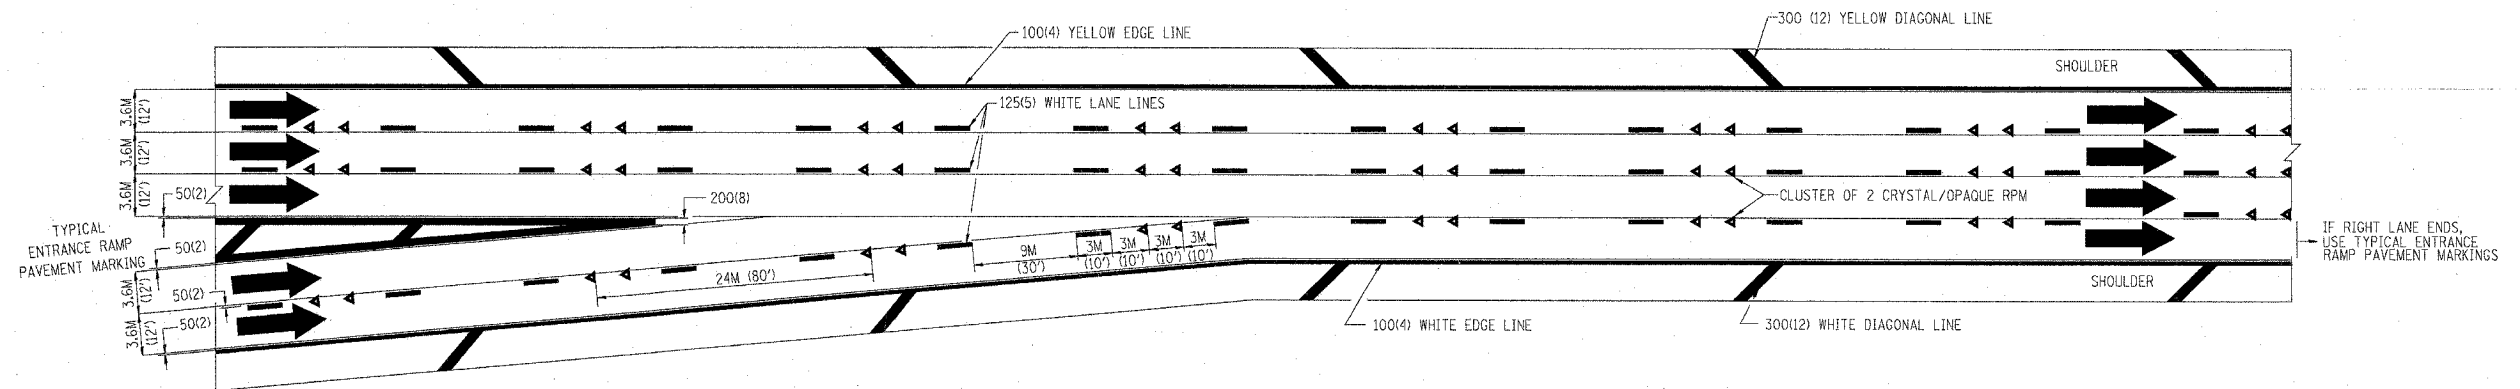 300 (12) YELLOW DIAGONAL LINE
100(4) YELLOW EDGE LINE
SHOULDER
3.6M
(12')
3.6M
(12')
3.6M
(12')
125(5) WHITE LANE LINES
50(2)
200(8)
CLUSTER OF 2 CRYSTAL/OPAQUE RPM
TYPICAL
ENTRANCE RAMP
PAVEMENT MARKING
50(2)
IF RIGHT LANE ENDS,
USE TYPICAL ENTRANCE
RAMP PAVEMENT MARKINGS
9M
(30')
3M
(10')
3M
(10')
3M
(10')
3M
(10')
24M (80')
3.6M
(12')
50(2)
3.6M
(12')
50(2)
SHOULDER
100(4) WHITE EDGE LINE
300(12) WHITE DIAGONAL LINE